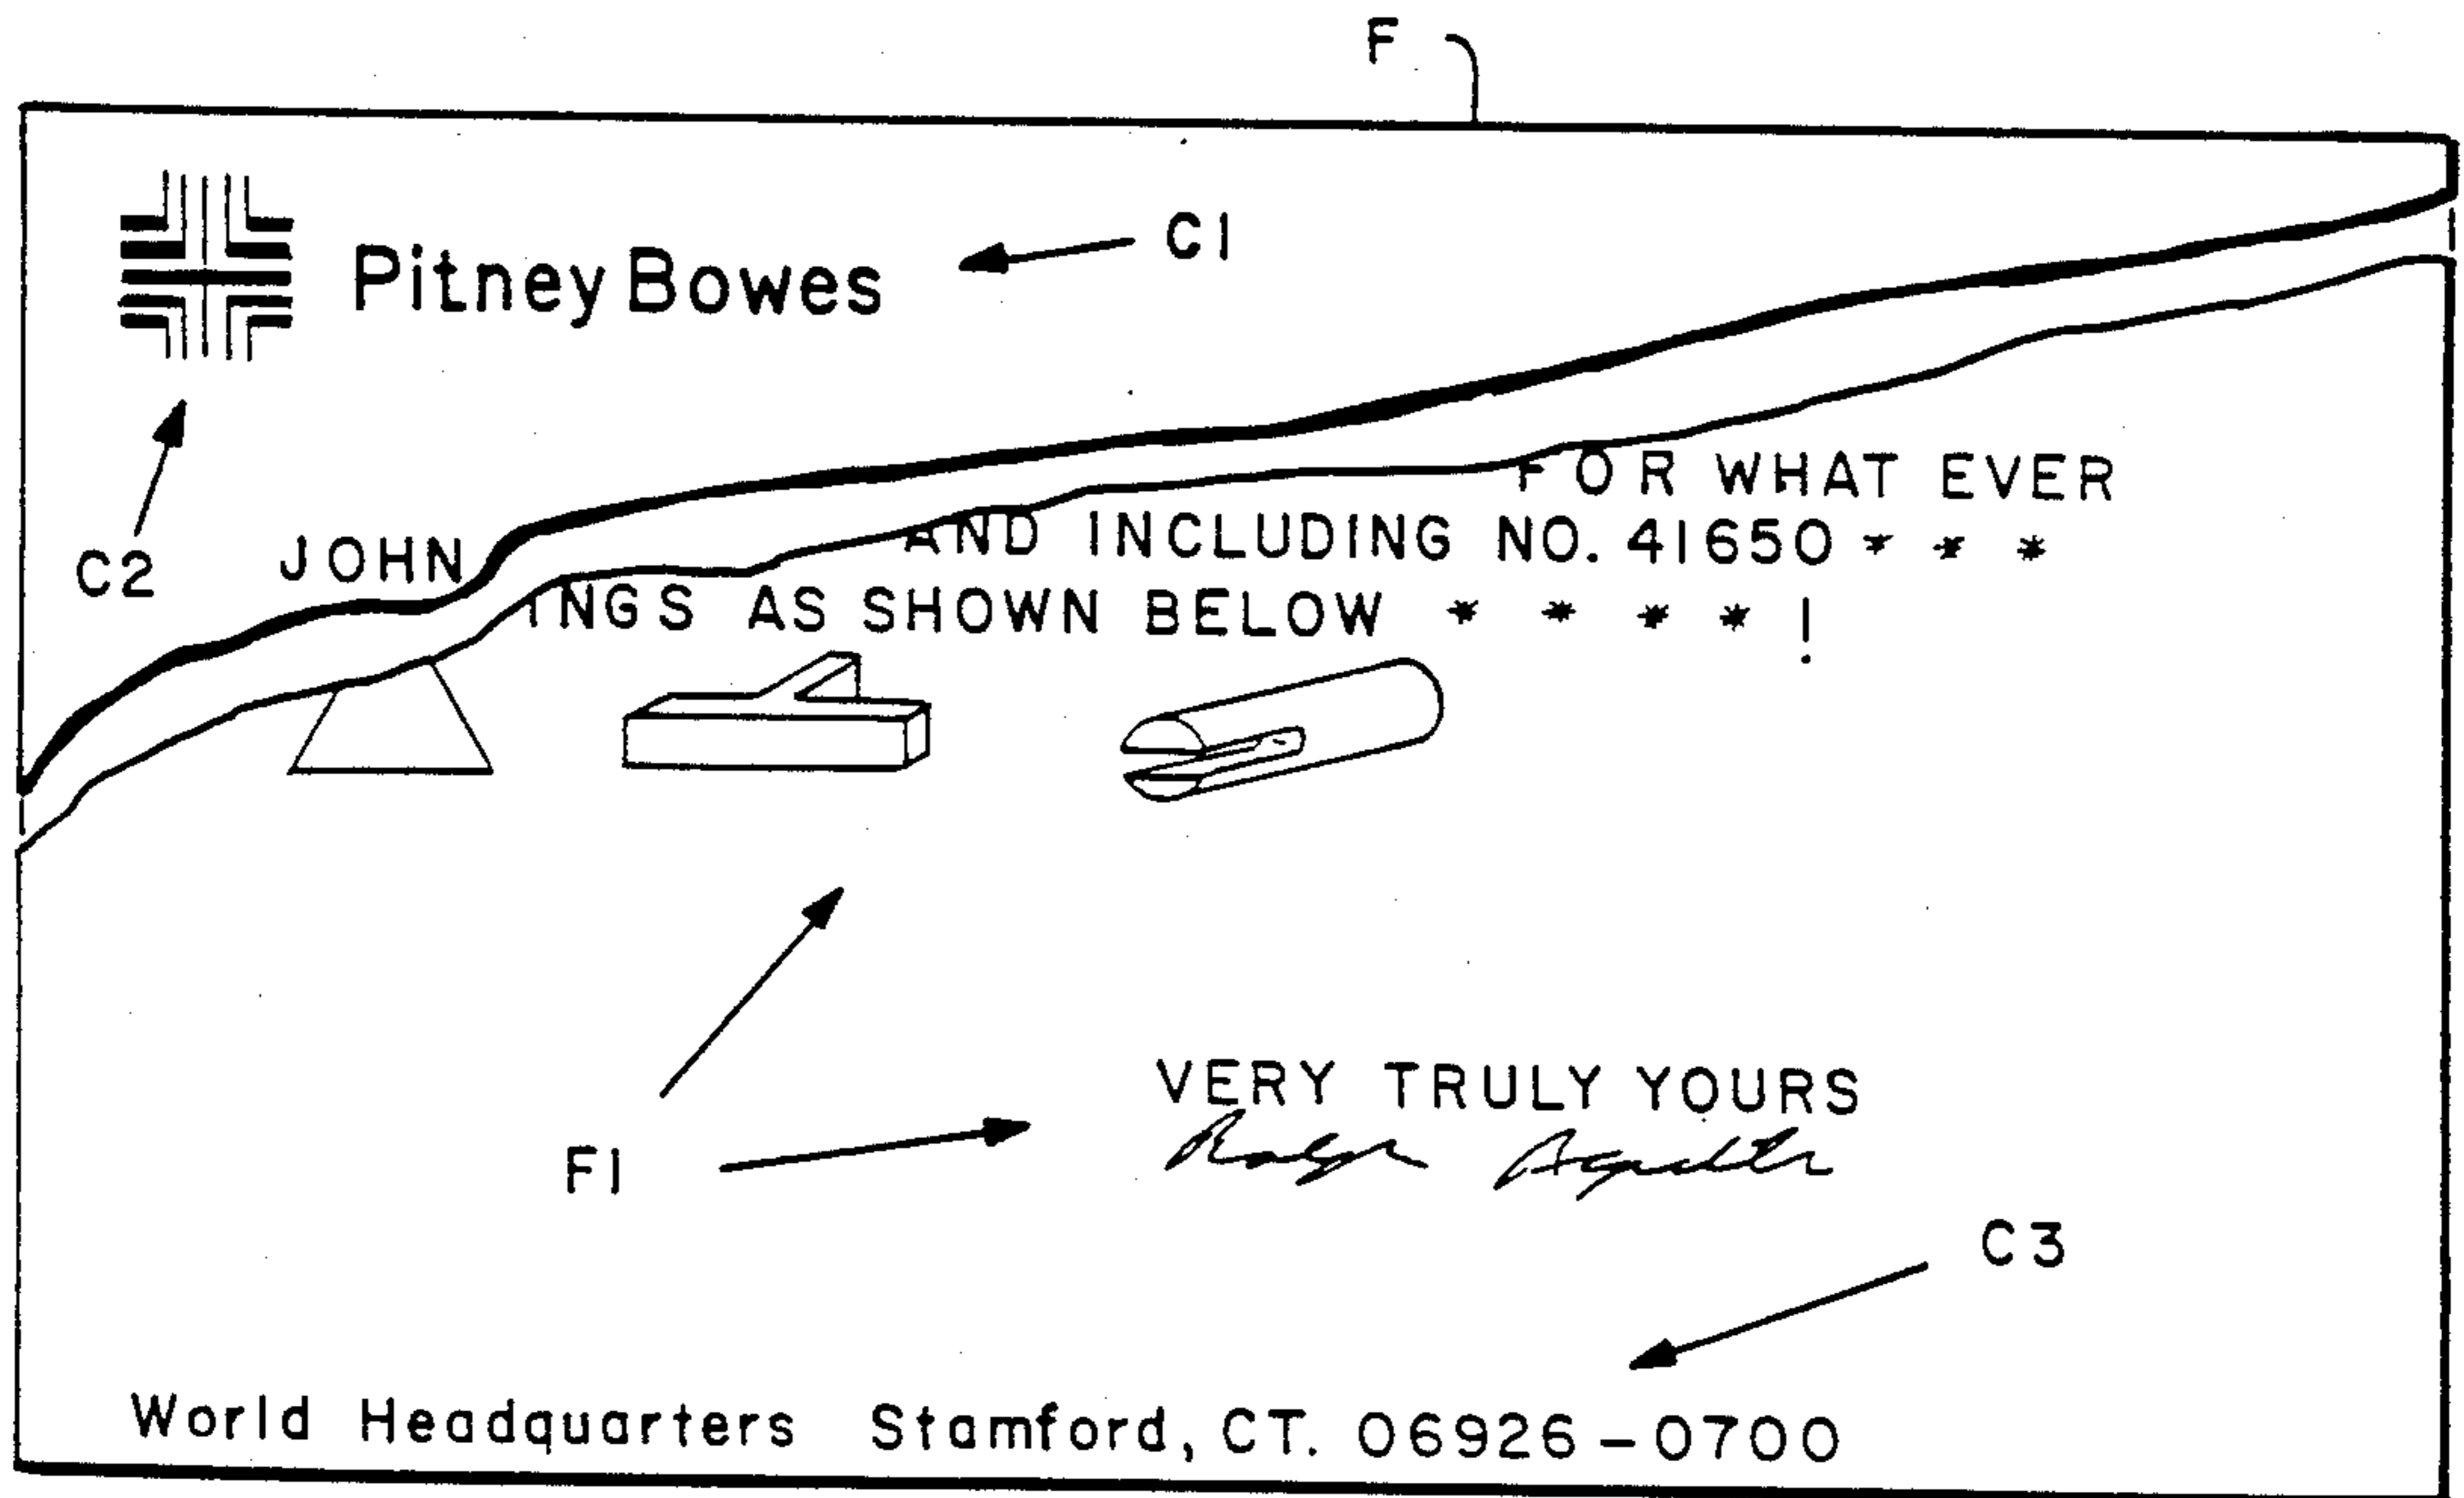 F
Pitney Bowes
C1
C2
JOHN
FOR WHAT EVER
AND INCLUDING NO. 41650 * * *
INGS AS SHOWN BELOW * * * * !
VERY TRULY YOURS
F1
C3
World Headquarters Stamford, CT. 06926-0700